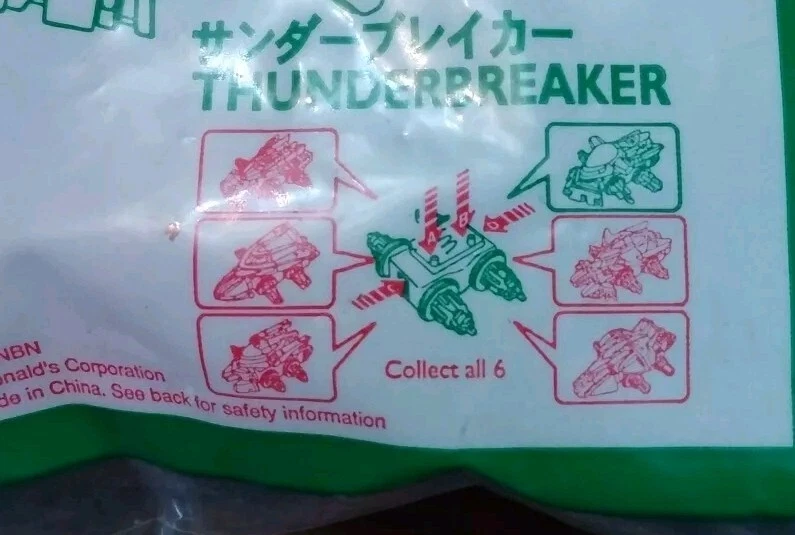 サンダーブレイカー
THUNDERBREAKER
A B
Collect all 6
NBN
nald's Corporation
de in China. See back for safety information